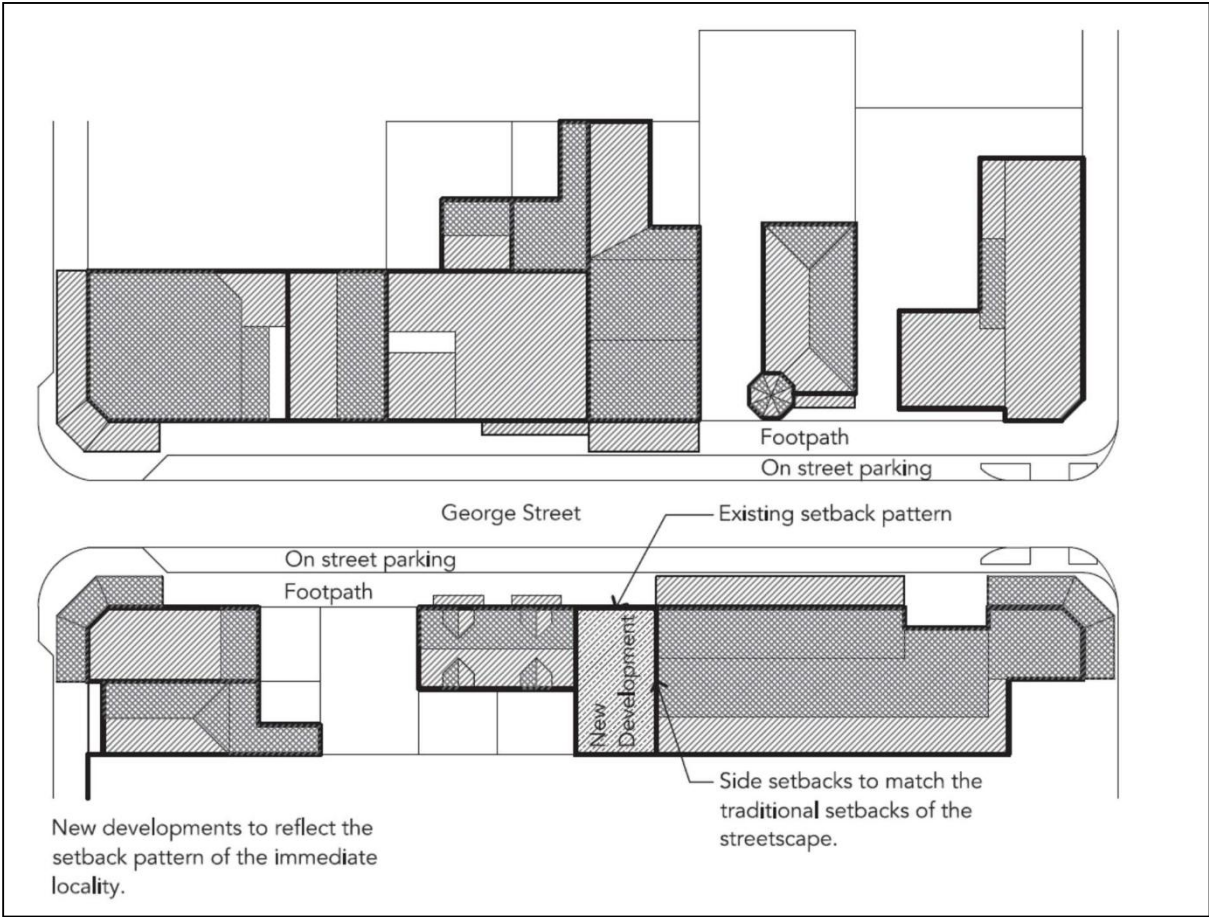 Footpath
On street parking
George Street
Existing setback pattern
On street parking
Footpath
New
Development
Side setbacks to match the
traditional setbacks of the
streetscape.
New developments to reflect the
setback pattern of the immediate
locality.